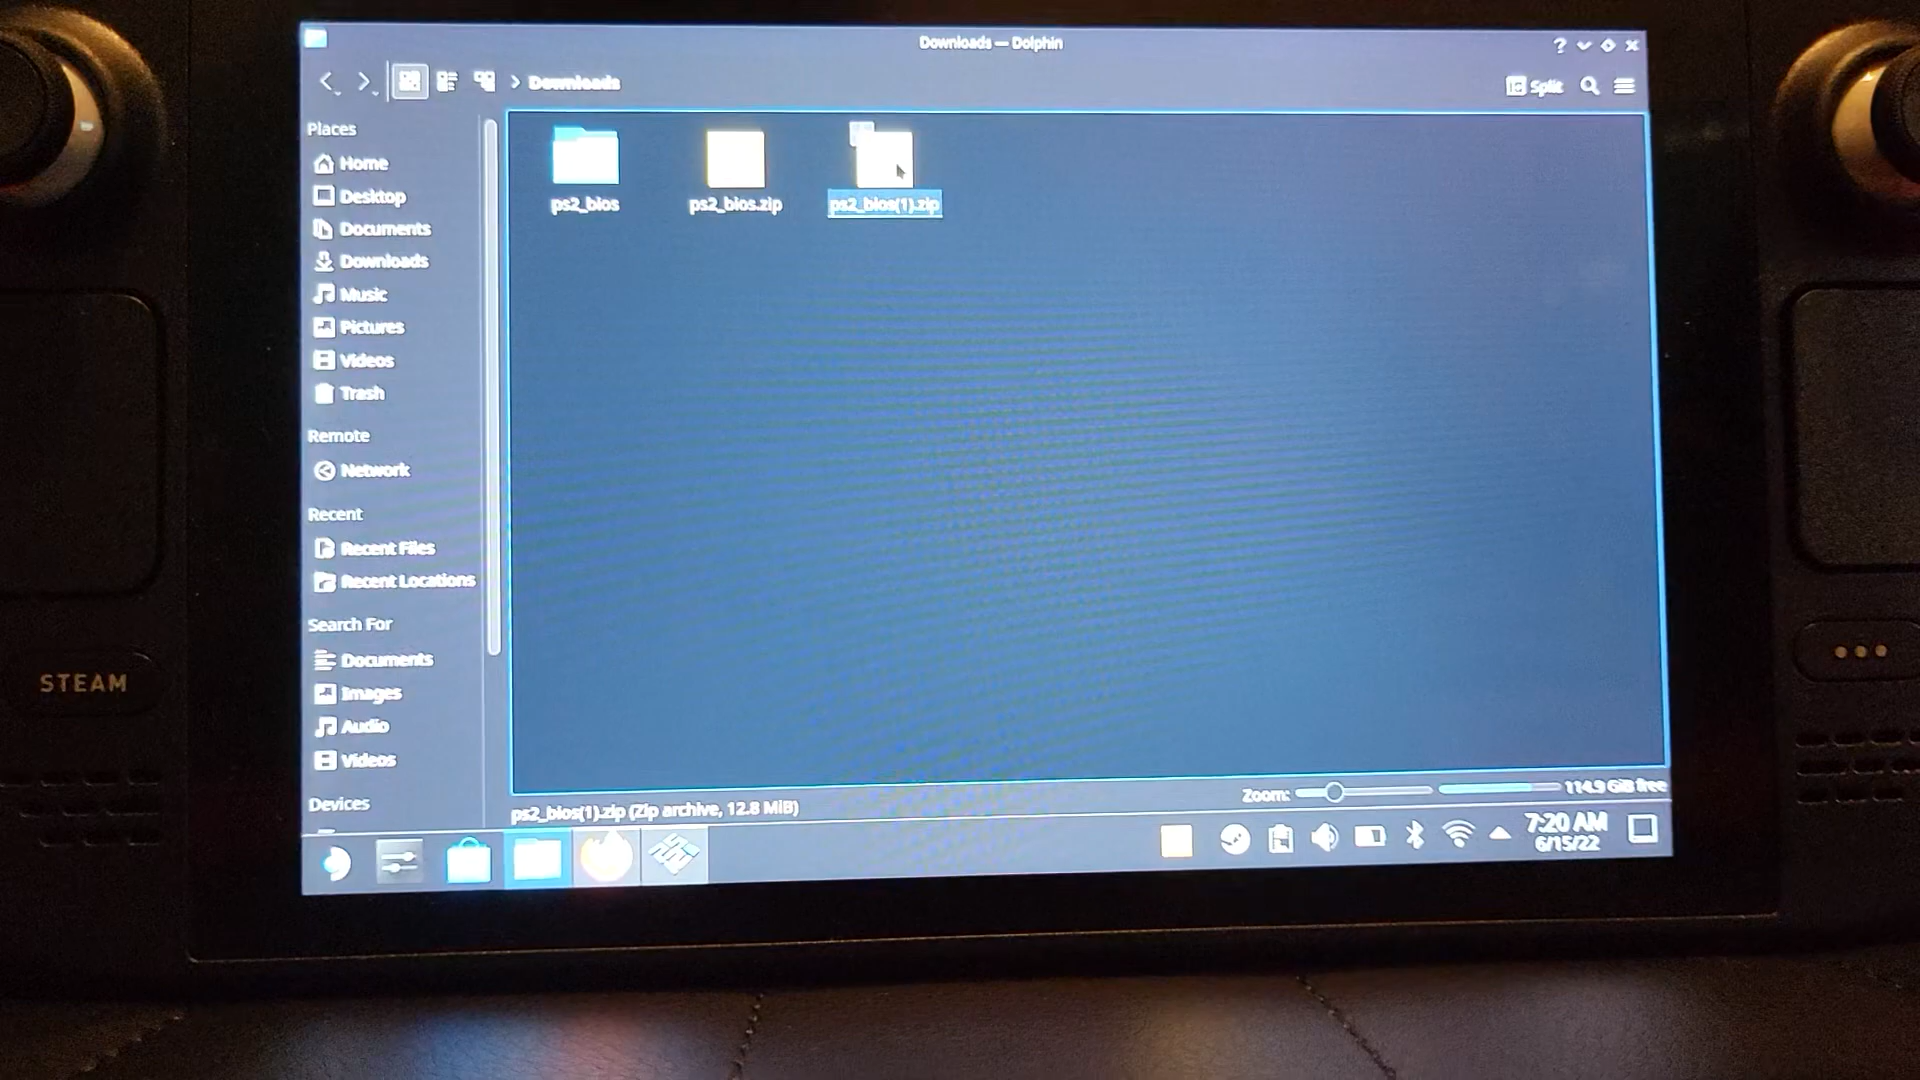 Downloads — Dolphin
Downloads
Split
Places
Home
Desktop
Documents
Downloads
Music
Pictures
Videos
Trash
Remote
Network
Recent
Recent Files
Recent Locations
Search For
Documents
Images
Audio
Videos
Devices
ps2_bios
ps2_bios.zip
ps2_bios(1).zip
ps2_bios(1).zip (Zip archive, 12.8 MiB)
Zoom:
114.9 GiB free
7:20 AM
6/15/22
STEAM